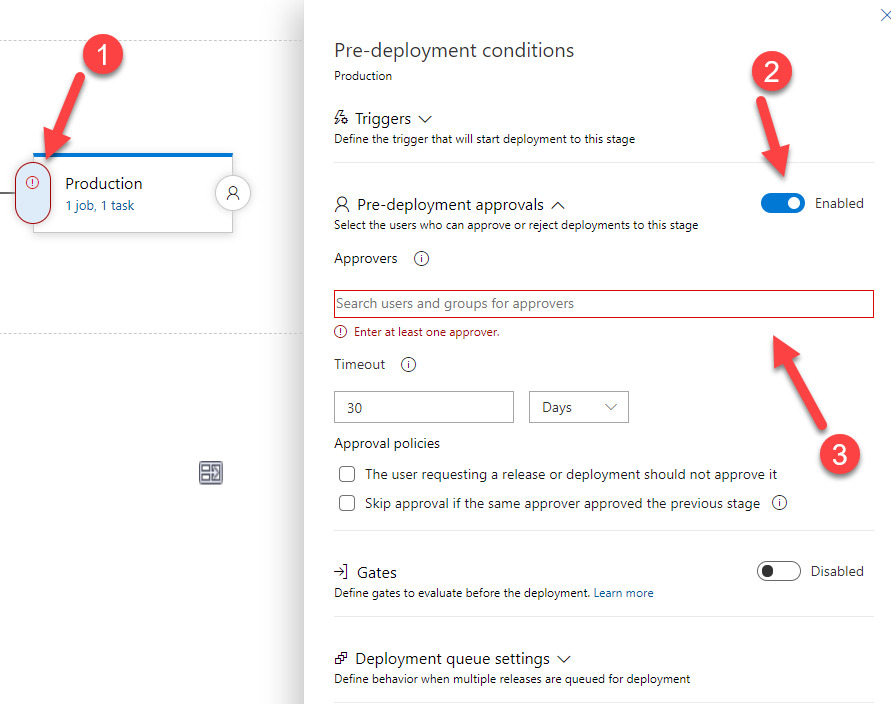 1
Production
1 job, 1 task
Pre-deployment conditions
Production
Triggers
Define the trigger that will start deployment to this stage
2
Pre-deployment approvals
Enabled
Select the users who can approve or reject deployments to this stage
Approvers
Search users and groups for approvers
Enter at least one approver.
Timeout
30
Days
3
Approval policies
The user requesting a release or deployment should not approve it
Skip approval if the same approver approved the previous stage
Gates
Disabled
Define gates to evaluate before the deployment. Learn more
Deployment queue settings
Define behavior when multiple releases are queued for deployment